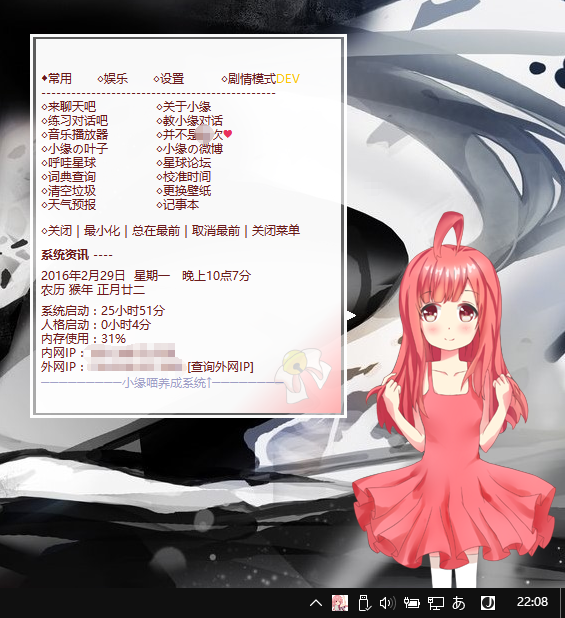 ♦常用 ◇娱乐 ◇设置 ◇剧情模式DEV
------------------------------------------------
◇来聊天吧 ◇关于小缘
◇练习对话吧 ◇教小缘对话
◇音乐播放器 ◇并不是 次♥
◇小缘の叶子 ◇小缘の微博
◇呼哇星球 ◇星球论坛
◇词典查询 ◇校准时间
◇清空垃圾 ◇更换壁纸
◇天气预报 ◇记事本
◇关闭 | 最小化 | 总在最前 | 取消最前 | 关闭菜单
系统资讯 ----
2016年2月29日 星期一 晚上10点7分
农历 猴年 正月廿二
系统启动：25小时51分
人格启动：0小时4分
内存使用：31%
内网IP：
外网IP： [查询外网IP]
────────小缘喵养成系统↑───────
あ 22:08